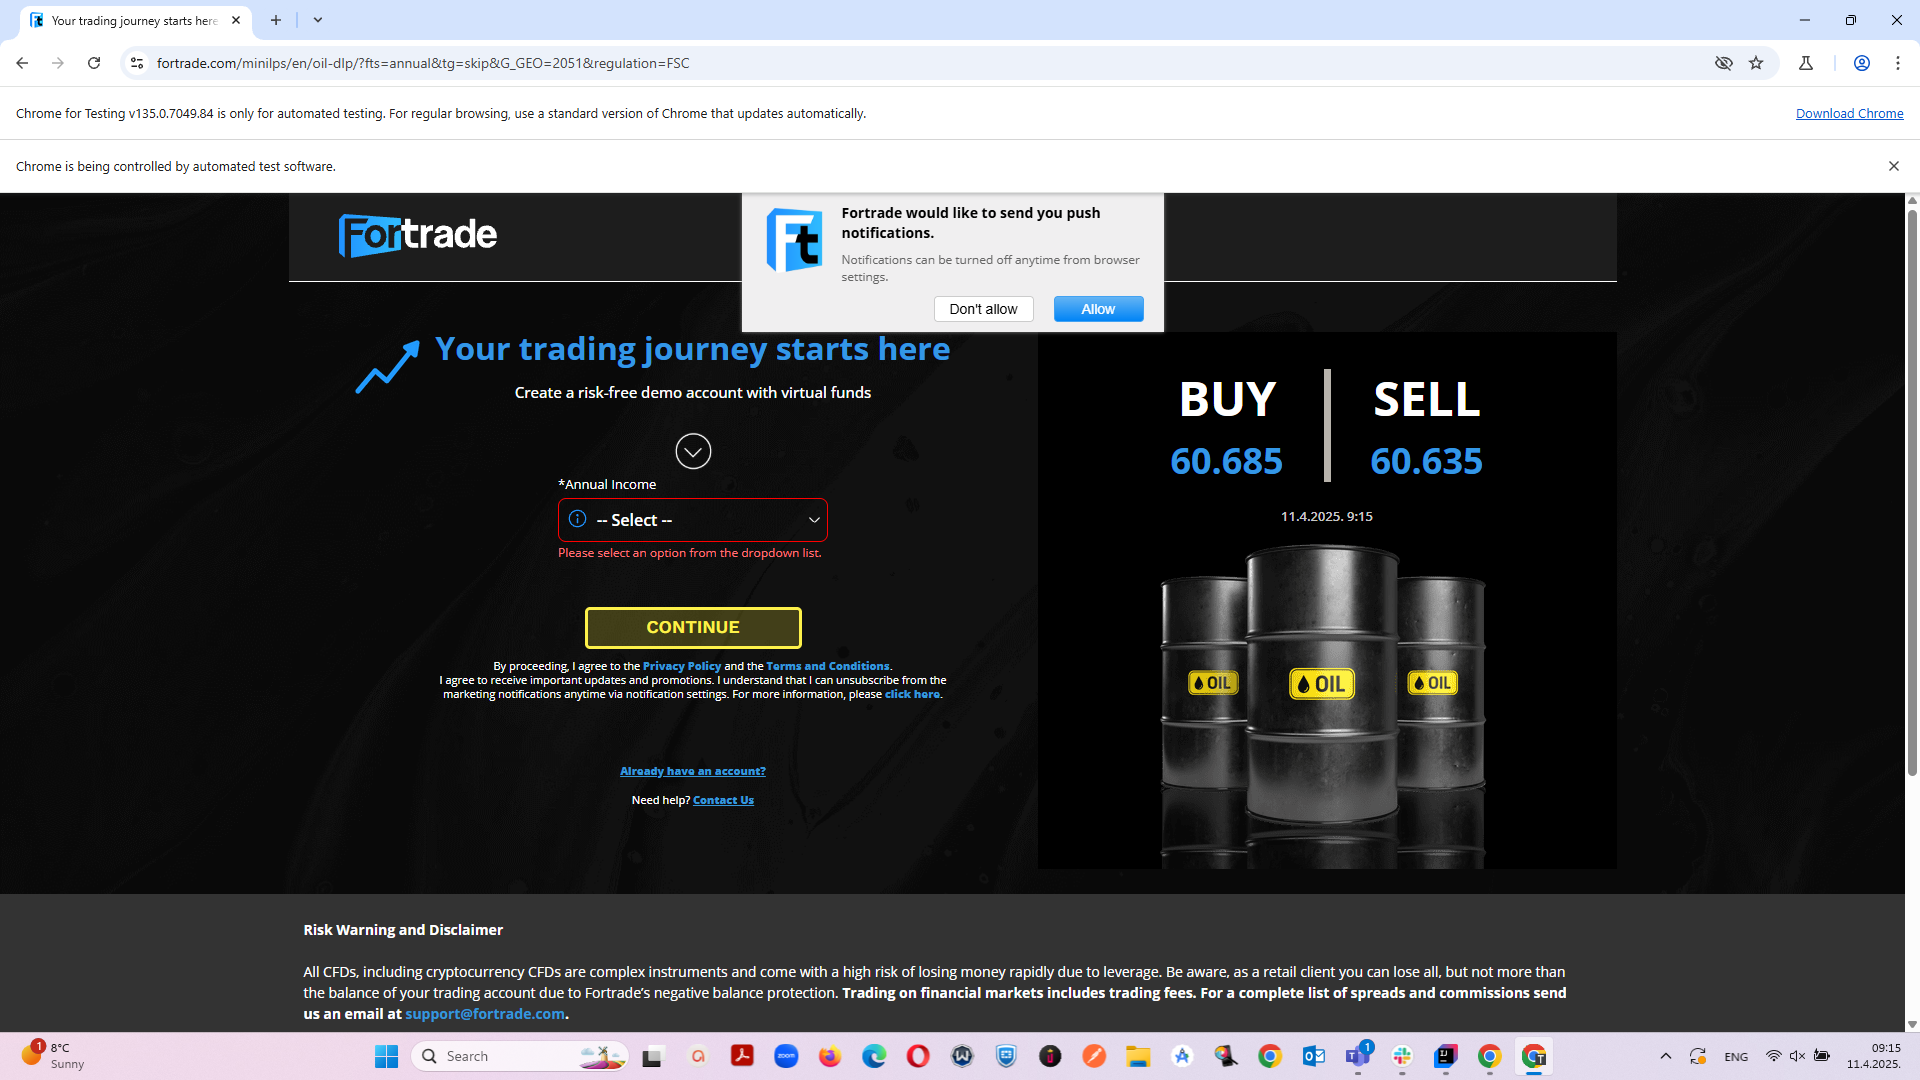 Your trading journey starts here
fortrade.com/minilps/en/oil-dlp/?fts=annual&tg=skip&G_GEO=2051&regulation=FSC
Chrome for Testing v135.0.7049.84 is only for automated testing. For regular browsing, use a standard version of Chrome that updates automatically.
Download Chrome
Chrome is being controlled by automated test software.
Fortrade
Ft
Fortrade would like to send you push
notifications.
Notifications can be turned off anytime from browser
settings.
Don't allow
Allow
Your trading journey starts here
Create a risk-free demo account with virtual funds
*Annual Income
-- Select --
Please select an option from the dropdown list.
CONTINUE
By proceeding, I agree to the Privacy Policy and the Terms and Conditions.
I agree to receive important updates and promotions. I understand that I can unsubscribe from the
marketing notifications anytime via notification settings. For more information, please click here.
Already have an account?
Need help? Contact Us
BUY
SELL
60.685
60.635
11.4.2025. 9:15
OIL
OIL
OIL
Risk Warning and Disclaimer
All CFDs, including cryptocurrency CFDs are complex instruments and come with a high risk of losing money rapidly due to leverage. Be aware, as a retail client you can lose all, but not more than
the balance of your trading account due to Fortrade's negative balance protection. Trading on financial markets includes trading fees. For a complete list of spreads and commissions send
us an email at support@fortrade.com.
1
8°C
Sunny
Search
zoom
1
ENG
09:15
11.4.2025.